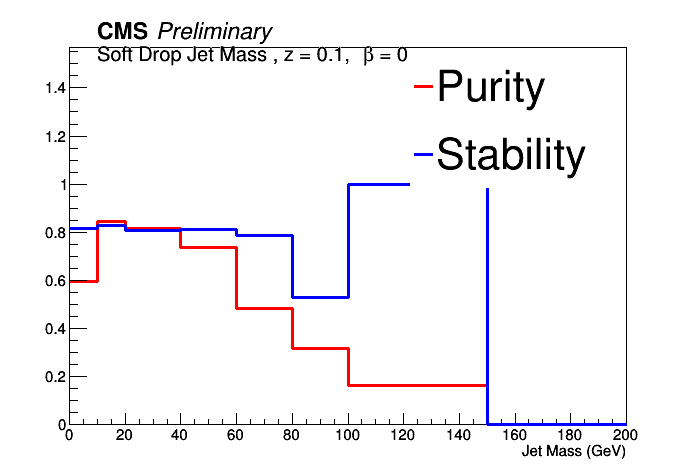 CMS Preliminary
Soft Drop Jet Mass , z = 0.1, β = 0
Purity
Stability
1.4
1.2
1
0.8
0.6
0.4
0.2
0
0 20 40 60 80 100 120 140 160 180 200
Jet Mass (GeV)